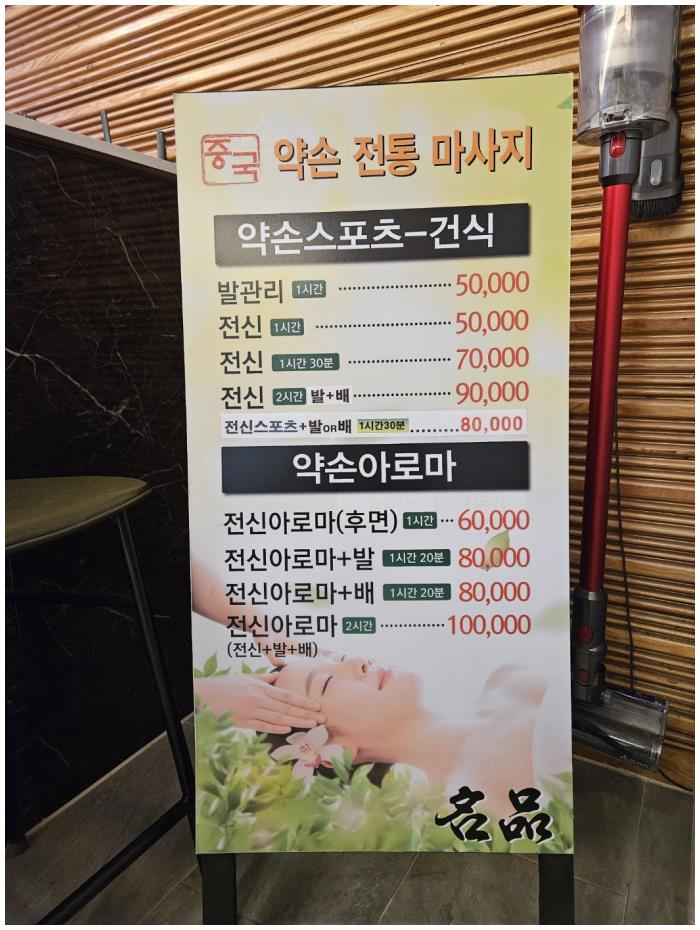 중국 약손 전통 마사지
약손스포츠-건식
발관리 1시간 ........................ 50,000
전신 1시간 ........................ 50,000
전신 1시간 30분 .................. 70,000
전신 2시간 발+배 .................. 90,000
전신스포츠+발OR배 1시간30분 ......... 80,000
약손아로마
전신아로마(후면) 1시간 ... 60,000
전신아로마+발 1시간 20분 80,000
전신아로마+배 1시간 20분 80,000
전신아로마 2시간 ............. 100,000
(전신+발+배)
名品
dyson